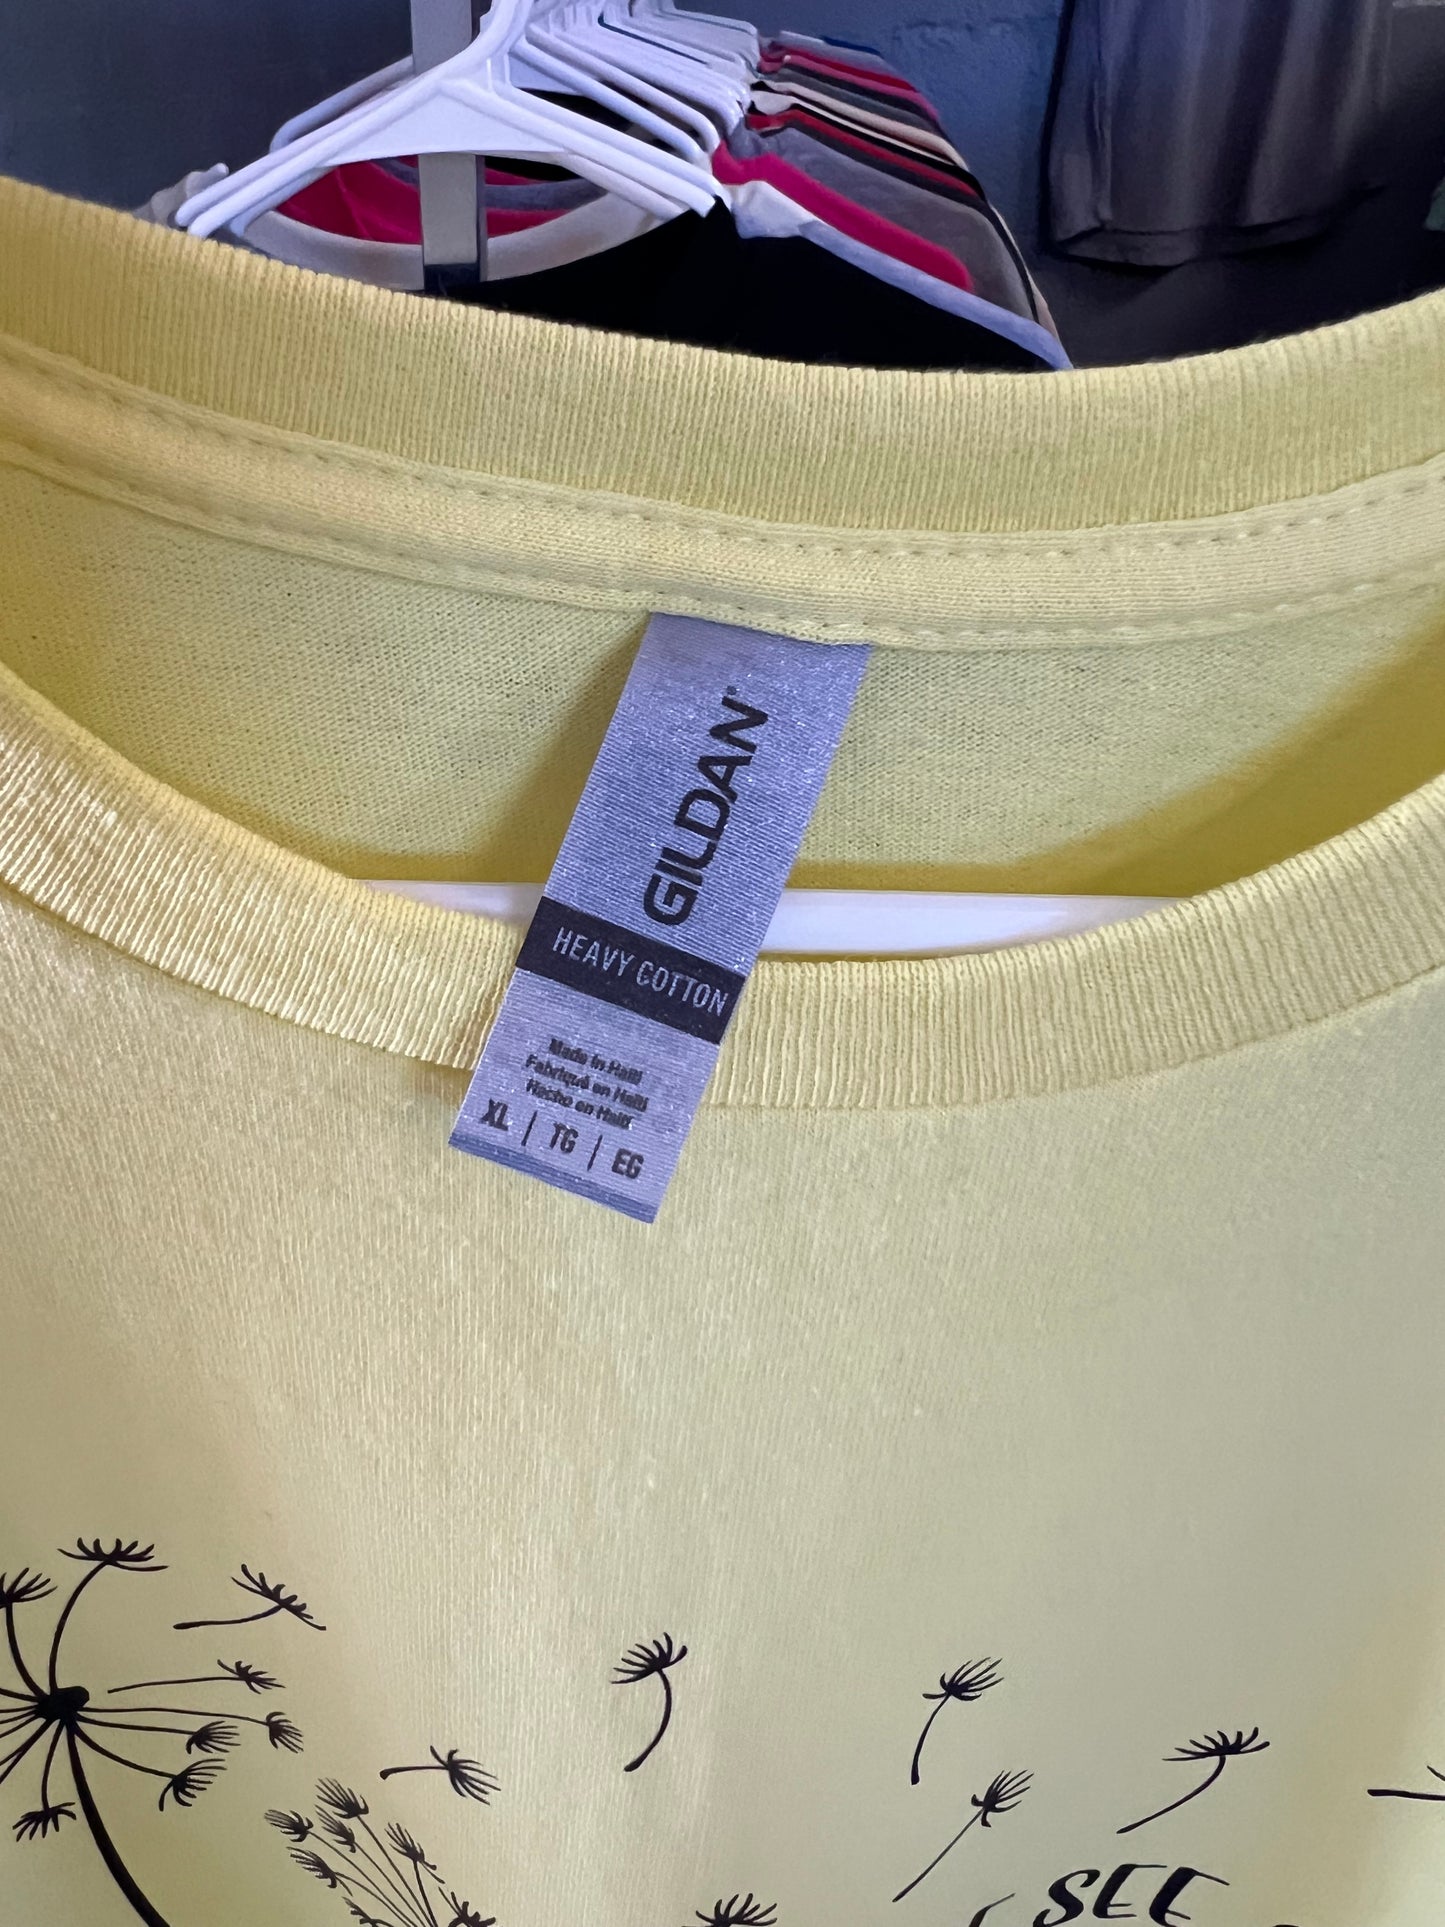 GILDAN®
HEAVY COTTON
Made in Haiti
Fabriqué en Haïti
Hecho en Haití
XL | TG | EG
SEE